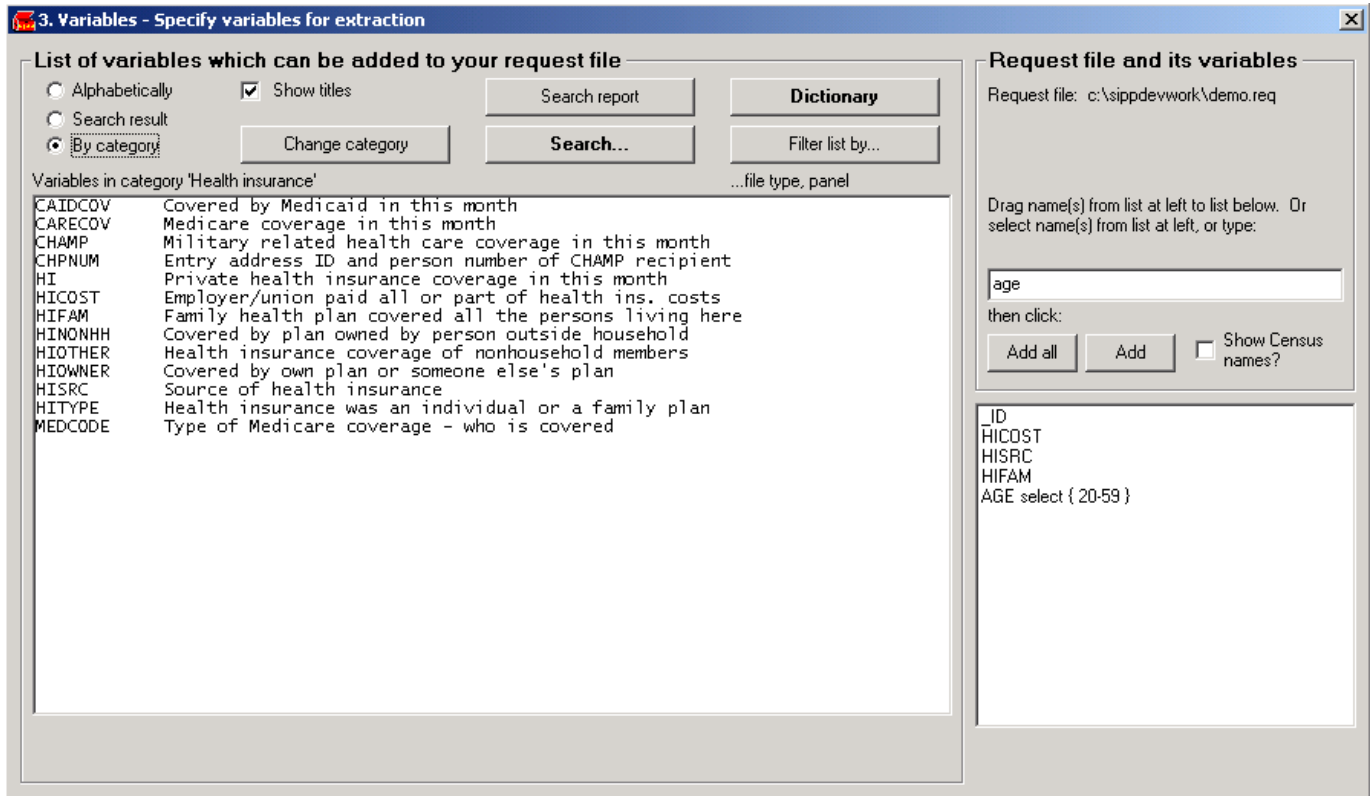 3. Variables - Specify variables for extraction
List of variables which can be added to your request file
Alphabetically
Show titles
Search report
Dictionary
Search result
By category
Change category
Search...
Filter list by...
Variables in category 'Health insurance'
...file type, panel
CAIDCOV Covered by Medicaid in this month
CARECOV Medicare coverage in this month
CHAMP Military related health care coverage in this month
CHPNUM Entry address ID and person number of CHAMP recipient
HI Private health insurance coverage in this month
HICOST Employer/union paid all or part of health ins. costs
HIFAM Family health plan covered all the persons living here
HINONHH Covered by plan owned by person outside household
HIOTHER Health insurance coverage of nonhousehold members
HIOWNER Covered by own plan or someone else's plan
HISRC Source of health insurance
HITYPE Health insurance was an individual or a family plan
MEDCODE Type of Medicare coverage - who is covered
Request file and its variables
Request file: c:\sippdevwork\demo.req
Drag name(s) from list at left to list below. Or
select name(s) from list at left, or type:
age
then click:
Add all
Add
Show Census
names?
_ID
HICOST
HISRC
HIFAM
AGE select { 20-59 }